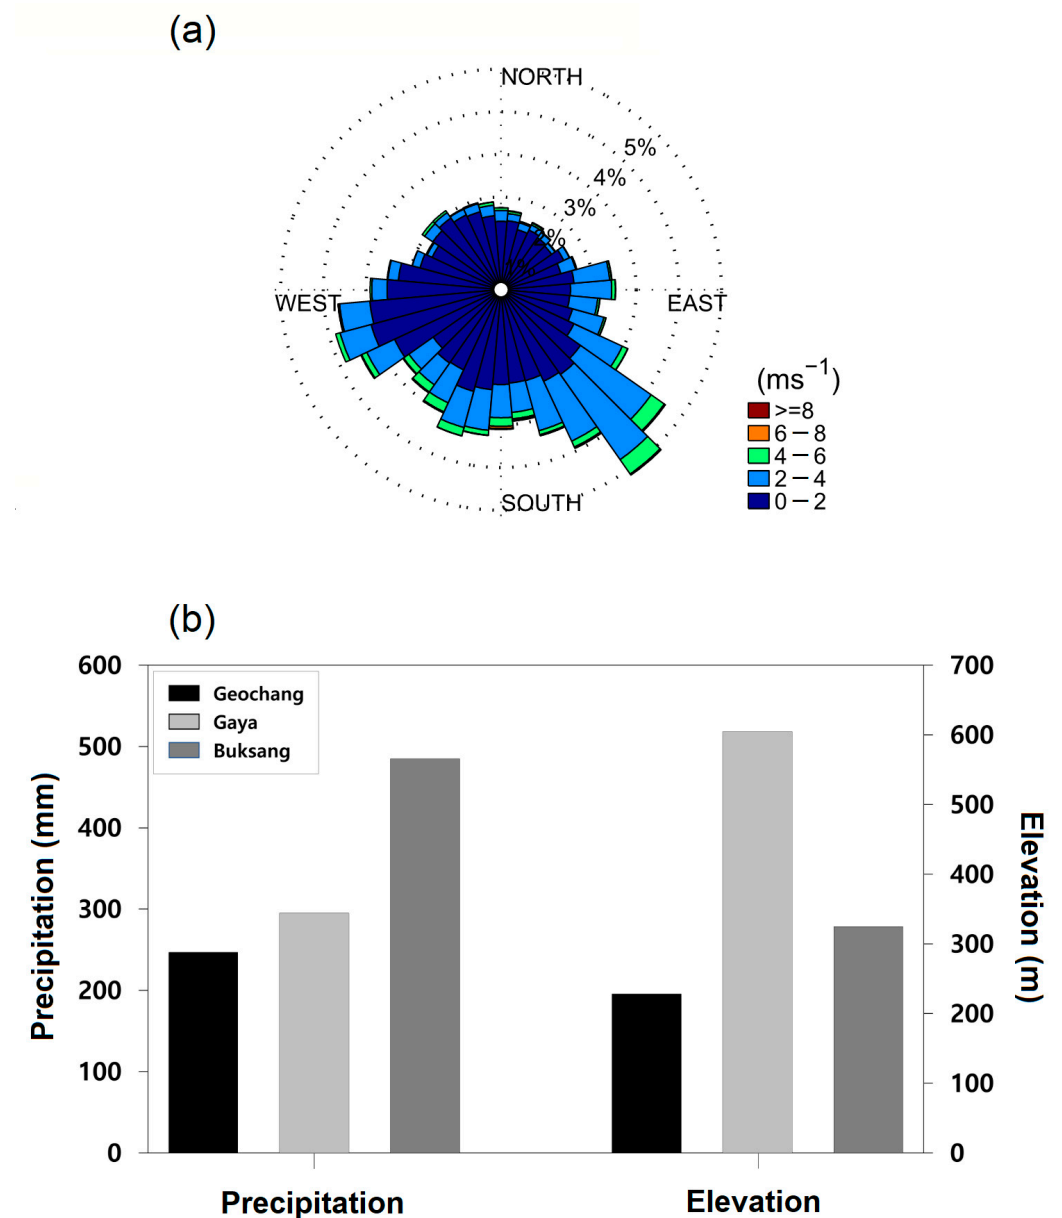 (a)
NORTH
5%
4%
3%
2%
1%
WEST
EAST
SOUTH
(ms⁻¹)
>=8
6－8
4－6
2－4
0－2
(b)
600
500
400
300
200
100
0
Precipitation (mm)
Geochang
Gaya
Buksang
700
600
500
400
300
200
100
0
Elevation (m)
Precipitation
Elevation